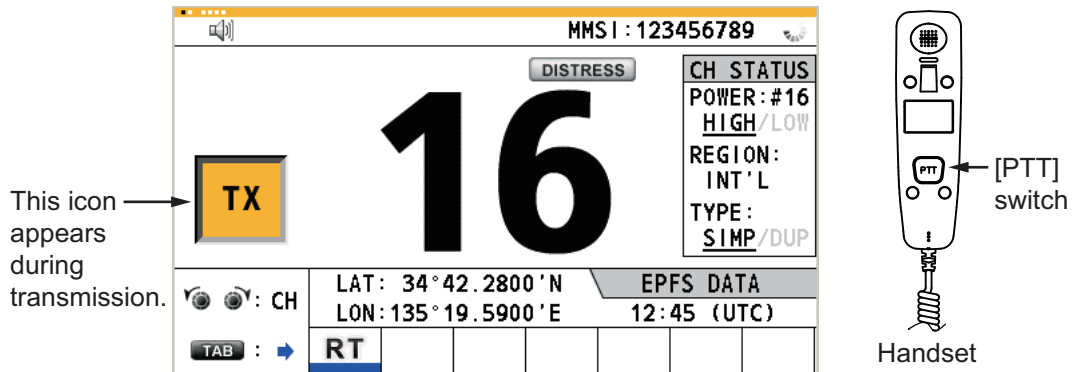 MMSI:123456789
DISTRESS
16
CH STATUS
POWER:#16
HIGH/LOW
REGION:
INT'L
TYPE:
SIMP/DUP
TX
This icon
appears
during
transmission.
PTT
[PTT]
switch
: CH
LAT: 34°42.2800'N
LON:135°19.5900'E
EPFS DATA
12:45 (UTC)
TAB :
RT
Handset